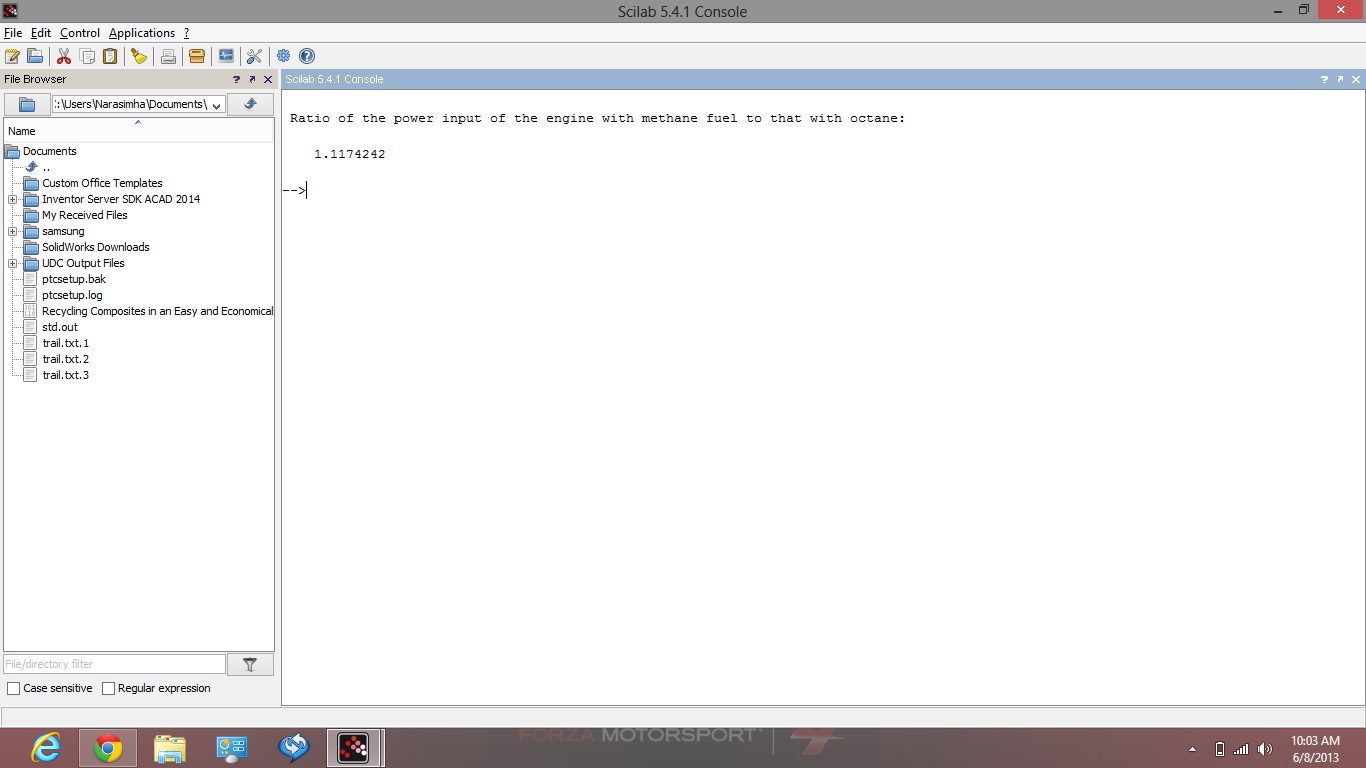 Scilab 5.4.1 Console
File Edit Control Applications ?
File Browser
Scilab 5.4.1 Console
:\Users\Narasimha\Documents\
Name
Documents
..
Custom Office Templates
Inventor Server SDK ACAD 2014
My Received Files
samsung
SolidWorks Downloads
UDC Output Files
ptcsetup.bak
ptcsetup.log
Recycling Composites in an Easy and Economical
std.out
trail.txt.1
trail.txt.2
trail.txt.3
File/directory filter
Case sensitive Regular expression
Ratio of the power input of the engine with methane fuel to that with octane:
1.1174242
-->
FORZA MOTORSPORT
10:03 AM
6/8/2013